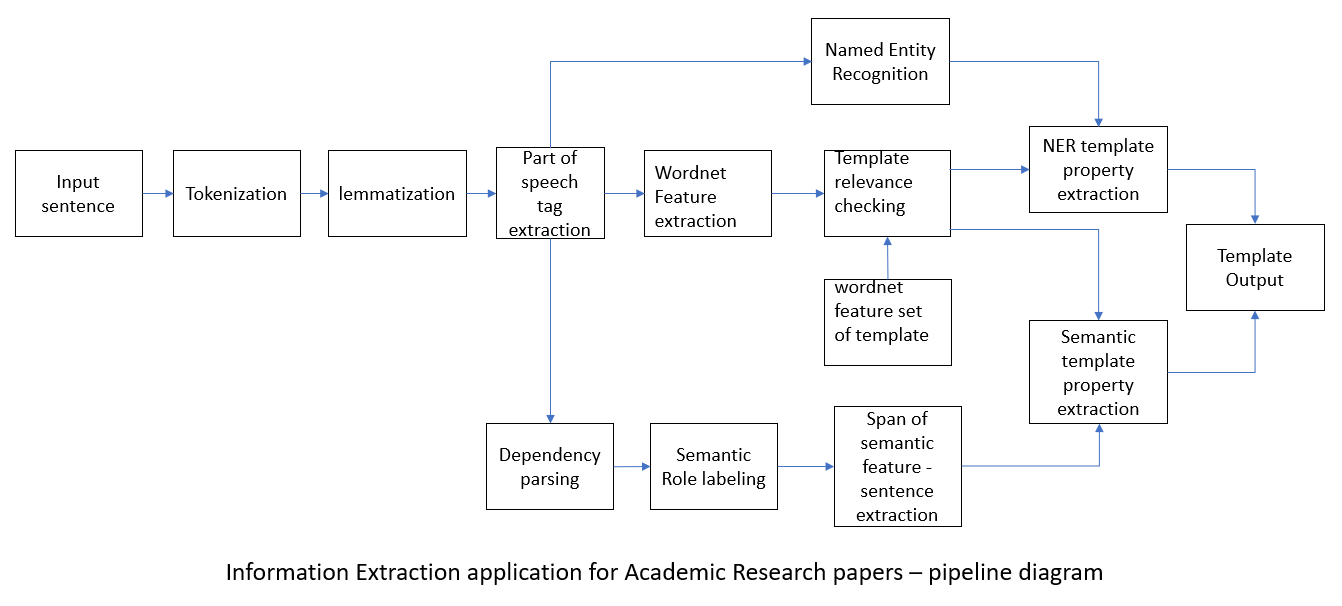 Named Entity
Recognition
Input
sentence
Tokenization
lemmatization
Part of
speech
tag
extraction
Wordnet
Feature
extraction
Template
relevance
checking
NER template
property
extraction
wordnet
feature set
of template
Template
Output
Semantic
template
property
extraction
Dependency
parsing
Semantic
Role labeling
Span of
semantic
feature -
sentence
extraction
Information Extraction application for Academic Research papers – pipeline diagram